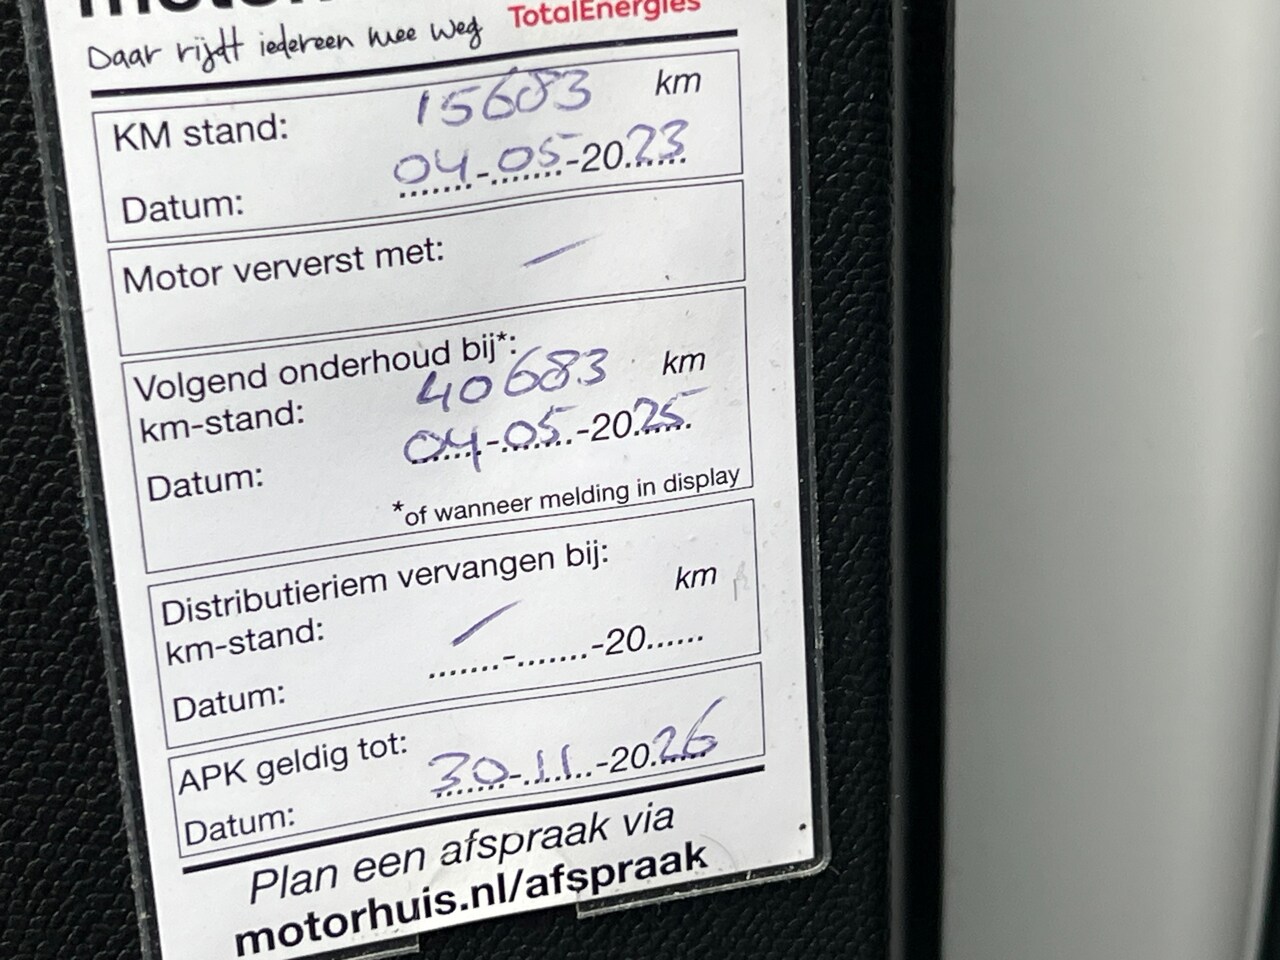 Daar rijdt iedereen mee weg TotalEnergies
KM stand: 15683 km
Datum: 04-05-2023
Motor ververst met: /
Volgend onderhoud bij*:
km-stand: 40683 km
Datum: 04-05-2025
*of wanneer melding in display
Distributieriem vervangen bij:
km-stand: / km
Datum: .......-.......-20......
APK geldig tot:
Datum: 30-11-2026
Plan een afspraak via
motorhuis.nl/afspraak